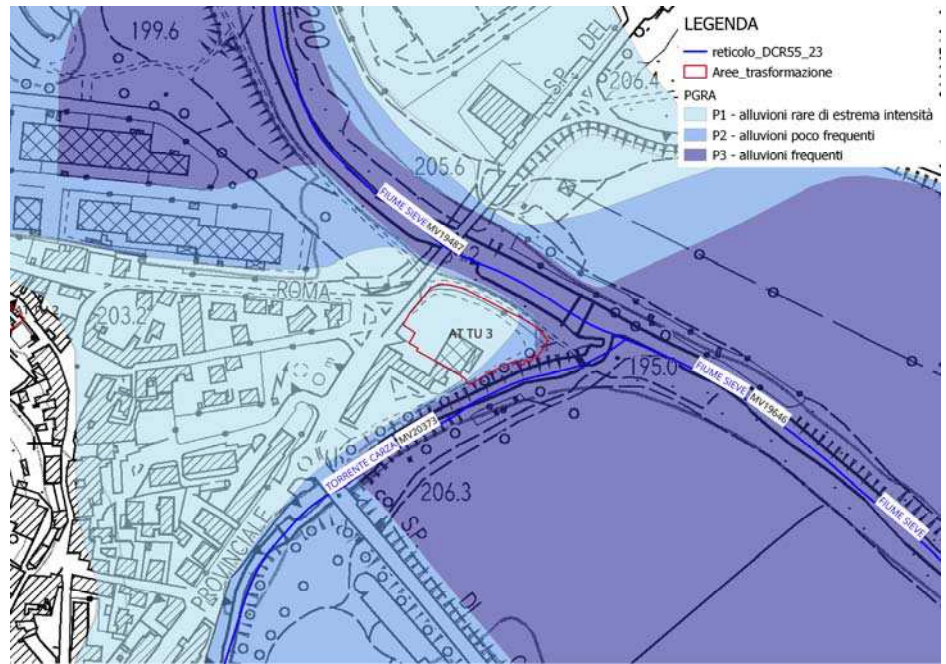 LEGENDA
reticolo_DCR55_23
Aree_trasformazione
PGRA
P1 - alluvioni rare di estrema intensità
P2 - alluvioni poco frequenti
P3 - alluvioni frequenti
199.6
200
S.P. DEL
206.4
205.6
FIUME SIEVE MV19487
ROMA
203.2
AT TU 3
195.0
FIUME SIEVE MV19646
TORRENTE CARZA MV20373
206.3
FIUME SIEVE
PROVINCIALE
S.P.
DI